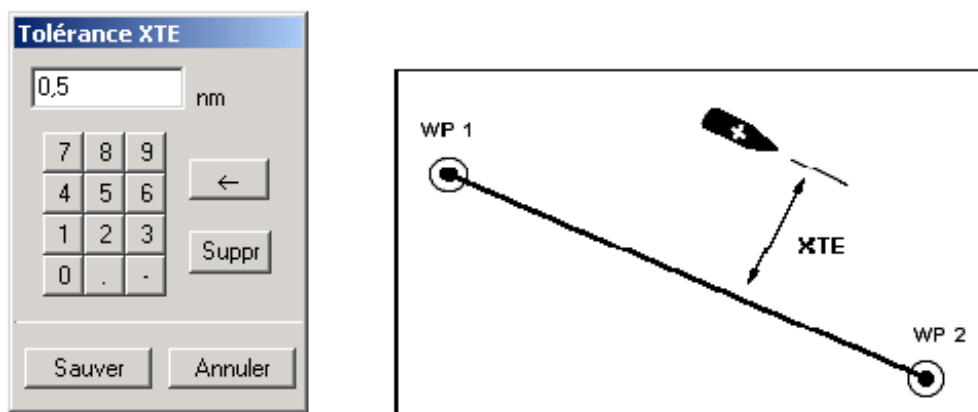 Tolérance XTE
0,5
nm
7 8 9
←
4 5 6
1 2 3
Suppr
0 . -
Sauver
Annuler
WP 1
XTE
WP 2